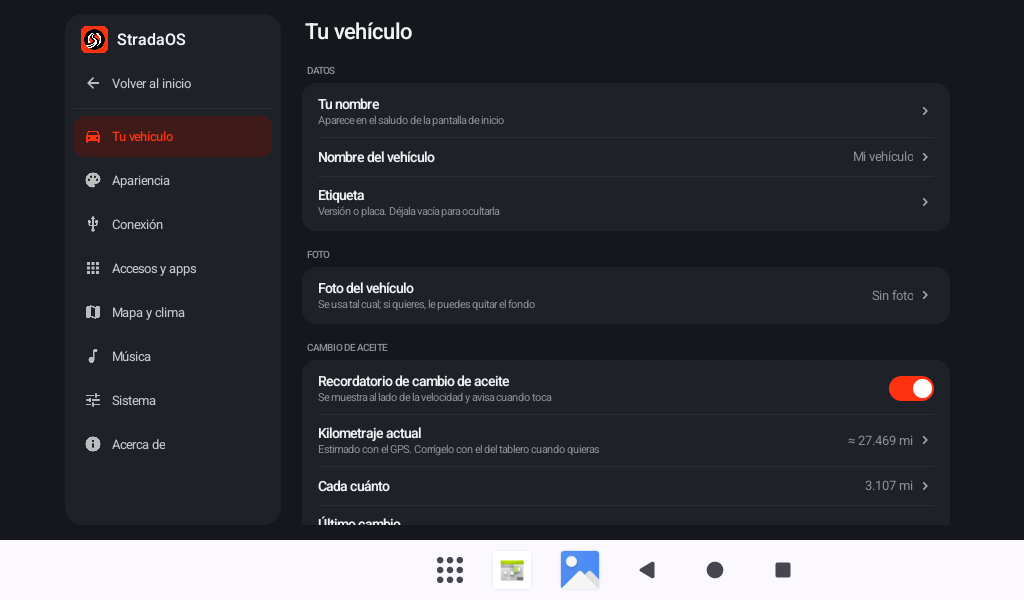 StradaOS
Volver al inicio
Tu vehículo
Apariencia
Conexión
Accesos y apps
Mapa y clima
Música
Sistema
Acerca de
Tu vehículo
DATOS
Tu nombre
Aparece en el saludo de la pantalla de inicio
Nombre del vehículo
Mi vehículo
Etiqueta
Versión o placa. Déjala vacía para ocultarla
FOTO
Foto del vehículo
Se usa tal cual; si quieres, le puedes quitar el fondo
Sin foto
CAMBIO DE ACEITE
Recordatorio de cambio de aceite
Se muestra al lado de la velocidad y avisa cuando toca
Kilometraje actual
Estimado con el GPS. Corrígelo con el del tablero cuando quieras
≈ 27.469 mi
Cada cuánto
3.107 mi
Último cambio